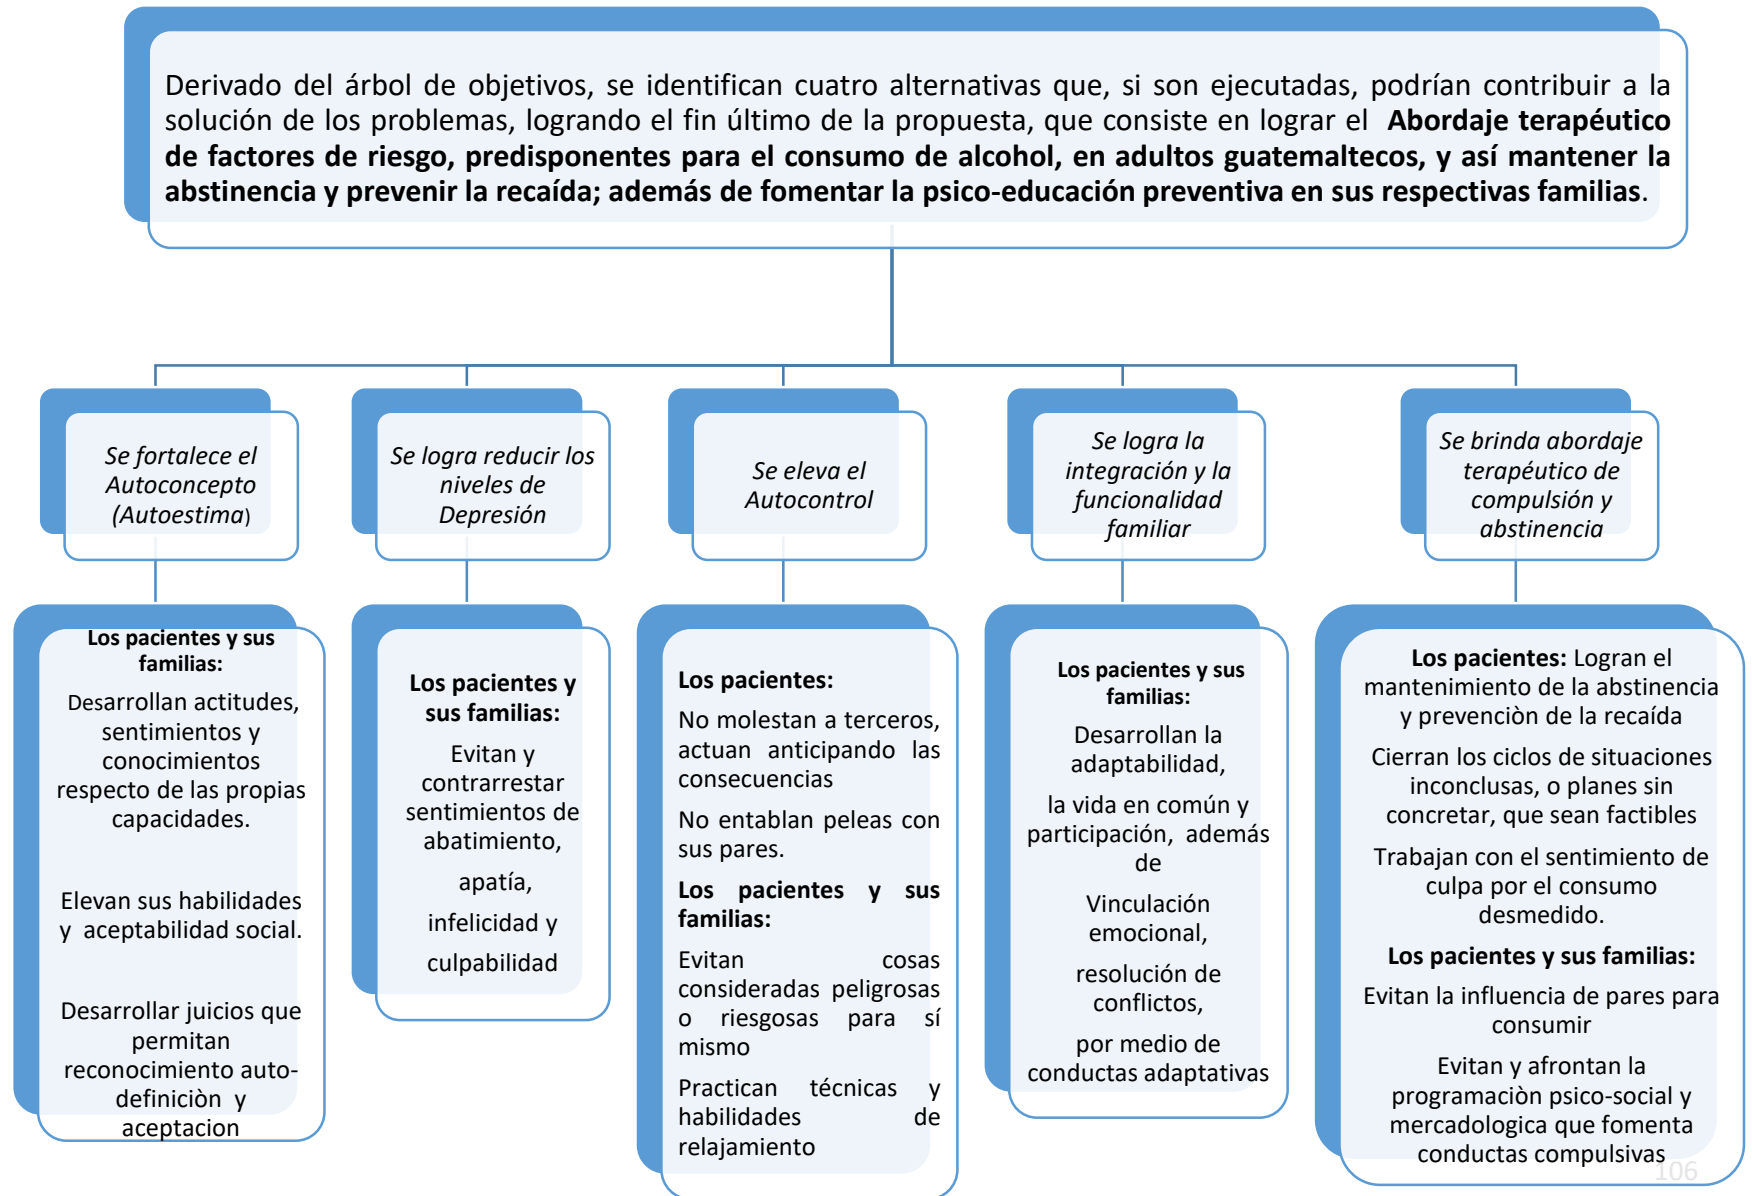 Derivado del árbol de objetivos, se identifican cuatro alternativas que, si son ejecutadas, podrían contribuir a la
solución de los problemas, logrando el fin último de la propuesta, que consiste en lograr el Abordaje terapéutico
de factores de riesgo, predisponentes para el consumo de alcohol, en adultos guatemaltecos, y así mantener la
abstinencia y prevenir la recaída; además de fomentar la psico-educación preventiva en sus respectivas familias.
Se fortalece el
Autoconcepto
(Autoestima)
Se logra reducir los
niveles de
Depresión
Se eleva el
Autocontrol
Se logra la
integración y la
funcionalidad
familiar
Se brinda abordaje
terapéutico de
compulsión y
abstinencia
Los pacientes y sus
familias:
Desarrollan actitudes,
sentimientos y
conocimientos
respecto de las propias
capacidades.
Elevan sus habilidades
y aceptabilidad social.
Desarrollar juicios que
permitan
reconocimiento auto-
definiciòn y
aceptacion
Los pacientes y
sus familias:
Evitan y
contrarrestar
sentimientos de
abatimiento,
apatía,
infelicidad y
culpabilidad
Los pacientes:
No molestan a terceros,
actuan anticipando las
consecuencias
No entablan peleas con
sus pares.
Los pacientes y sus
familias:
Evitan cosas
consideradas peligrosas
o riesgosas para sí
mismo
Practican técnicas y
habilidades de
relajamiento
Los pacientes y sus
familias:
Desarrollan la
adaptabilidad,
la vida en común y
participación, además
de
Vinculación
emocional,
resolución de
conflictos,
por medio de
conductas adaptativas
Los pacientes: Logran el
mantenimiento de la abstinencia
y prevenciòn de la recaída
Cierran los ciclos de situaciones
inconclusas, o planes sin
concretar, que sean factibles
Trabajan con el sentimiento de
culpa por el consumo
desmedido.
Los pacientes y sus familias:
Evitan la influencia de pares para
consumir
Evitan y afrontan la
programaciòn psico-social y
mercadologica que fomenta
conductas compulsivas
106